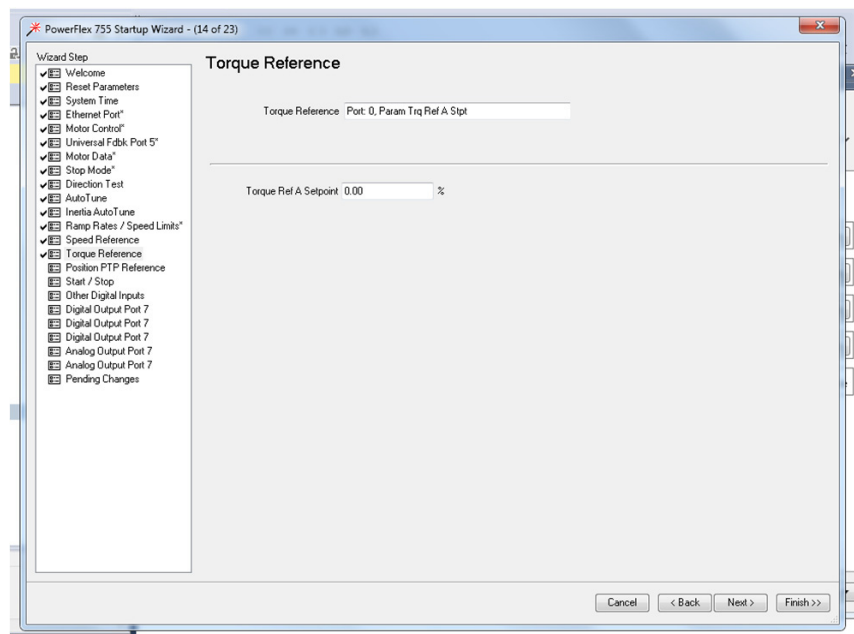 PowerFlex 755 Startup Wizard - (14 of 23)
Wizard Step
Welcome
Reset Parameters
System Time
Ethernet Port*
Motor Control*
Universal Fdbk Port 5*
Motor Data*
Stop Mode*
Direction Test
AutoTune
Inertia AutoTune
Ramp Rates / Speed Limits*
Speed Reference
Torque Reference
Position PTP Reference
Start / Stop
Other Digital Inputs
Digital Output Port 7
Digital Output Port 7
Digital Output Port 7
Analog Output Port 7
Analog Output Port 7
Pending Changes
Torque Reference
Torque Reference Port: 0, Param Trq Ref A Stpt
Torque Ref A Setpoint 0.00 %
Cancel < Back Next > Finish >>